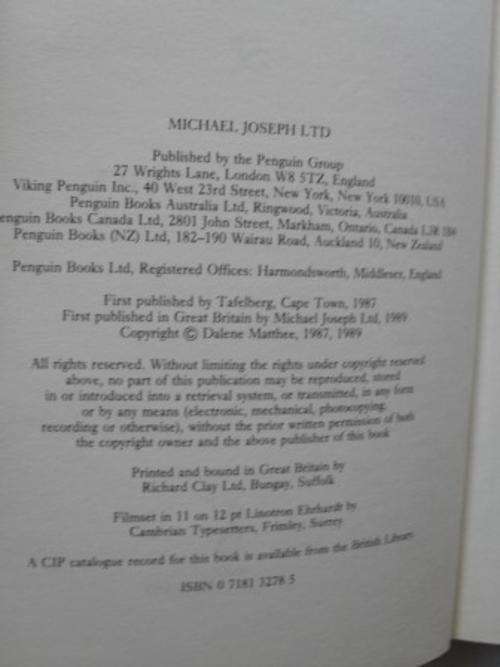 MICHAEL JOSEPH LTD
Published by the Penguin Group
27 Wrights Lane, London W8 5TZ, England
Viking Penguin Inc., 40 West 23rd Street, New York, New York 10010, USA
Penguin Books Australia Ltd, Ringwood, Victoria, Australia
enguin Books Canada Ltd, 2801 John Street, Markham, Ontario, Canada L3R 1B4
Penguin Books (NZ) Ltd, 182–190 Wairau Road, Auckland 10, New Zealand
Penguin Books Ltd, Registered Offices: Harmondsworth, Middlesex, England
First published by Tafelberg, Cape Town, 1987
First published in Great Britain by Michael Joseph Ltd, 1989
Copyright © Dalene Matthee, 1987, 1989
All rights reserved. Without limiting the rights under copyright reserved
above, no part of this publication may be reproduced, stored
in or introduced into a retrieval system, or transmitted, in any form
or by any means (electronic, mechanical, photocopying,
recording or otherwise), without the prior written permission of both
the copyright owner and the above publisher of this book
Printed and bound in Great Britain by
Richard Clay Ltd, Bungay, Suffolk
Filmset in 11 on 12 pt Linotron Ehrhardt by
Cambrian Typesetters, Frimley, Surrey
A CIP catalogue record for this book is available from the British Library
ISBN 0 7181 3278 5